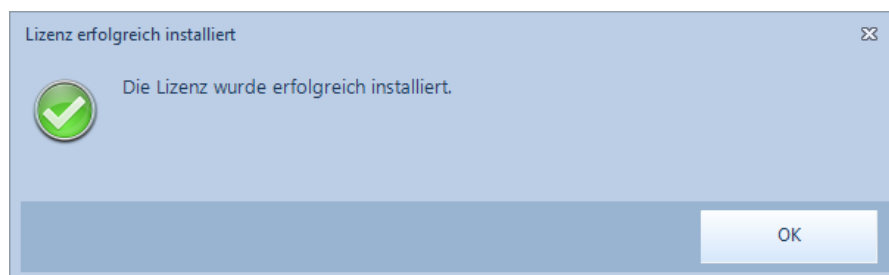 Lizenz erfolgreich installiert
Die Lizenz wurde erfolgreich installiert.
OK